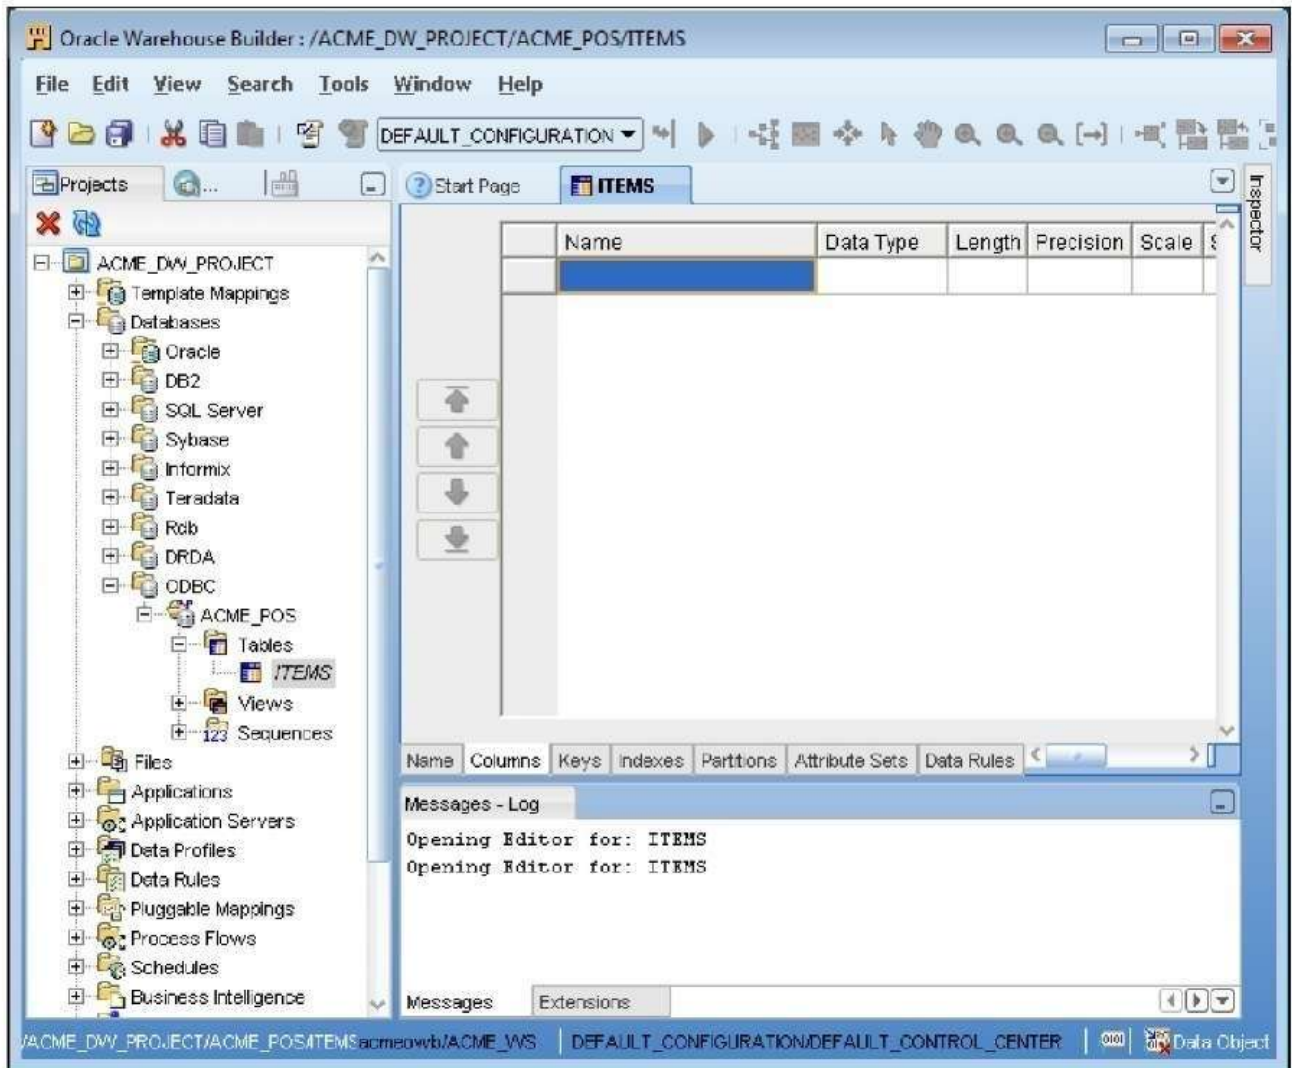 Oracle Warehouse Builder : /ACME_DW_PROJECT/ACME_POS/ITEMS
File Edit View Search Tools Window Help
DEFAULT_CONFIGURATION
Projects ...
Start Page
ITEMS
Inspector
Name Data Type Length Precision Scale
ACME_DW_PROJECT
Template Mappings
Databases
Oracle
DB2
SQL Server
Sybase
Informix
Teradata
Rdb
DRDA
ODBC
ACME_POS
Tables
ITEMS
Views
123 Sequences
Files
Applications
Application Servers
Data Profiles
Data Rules
Pluggable Mappings
Process Flows
Schedules
Business Intelligence
Name Columns Keys Indexes Partitions Attribute Sets Data Rules
Messages - Log
Opening Editor for: ITEMS
Opening Editor for: ITEMS
Messages Extensions
/ACME_DW_PROJECT/ACME_POS/ITEMS acmeowb/ACME_WS DEFAULT_CONFIGURATION/DEFAULT_CONTROL_CENTER Data Object